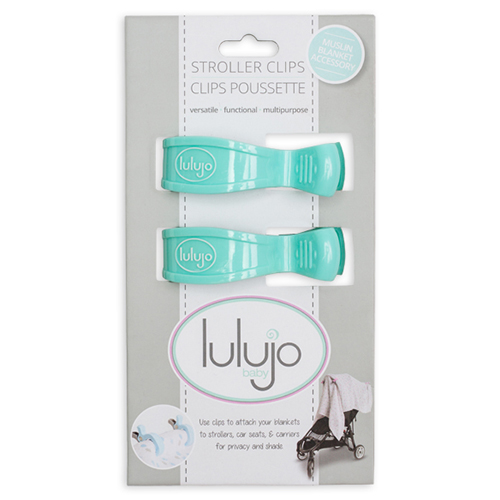 STROLLER CLIPS
CLIPS POUSSETTE
versatile · functional · multipurpose
MUSLIN
BLANKET
ACCESSORY
lulujo
lulujo
lulujo
baby
Use clips to attach your blankets
to strollers, car seats, & carriers
for privacy and shade